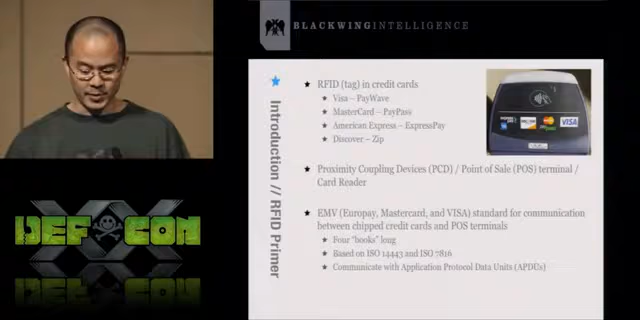 BLACKWINGINTELLIGENCE
Introduction // RFID Primer
RFID (tag) in credit cards
Visa – PayWave
MasterCard – PayPass
American Express – ExpressPay
Discover – Zip
Proximity Coupling Devices (PCD) / Point of Sale (POS) terminal /
Card Reader
EMV (Europay, Mastercard, and VISA) standard for communication
between chipped credit cards and POS terminals
Four "books" long
Based on ISO 14443 and ISO 7816
Communicate with Application Protocol Data Units (APDUs)
VISA
DEF CON
XX